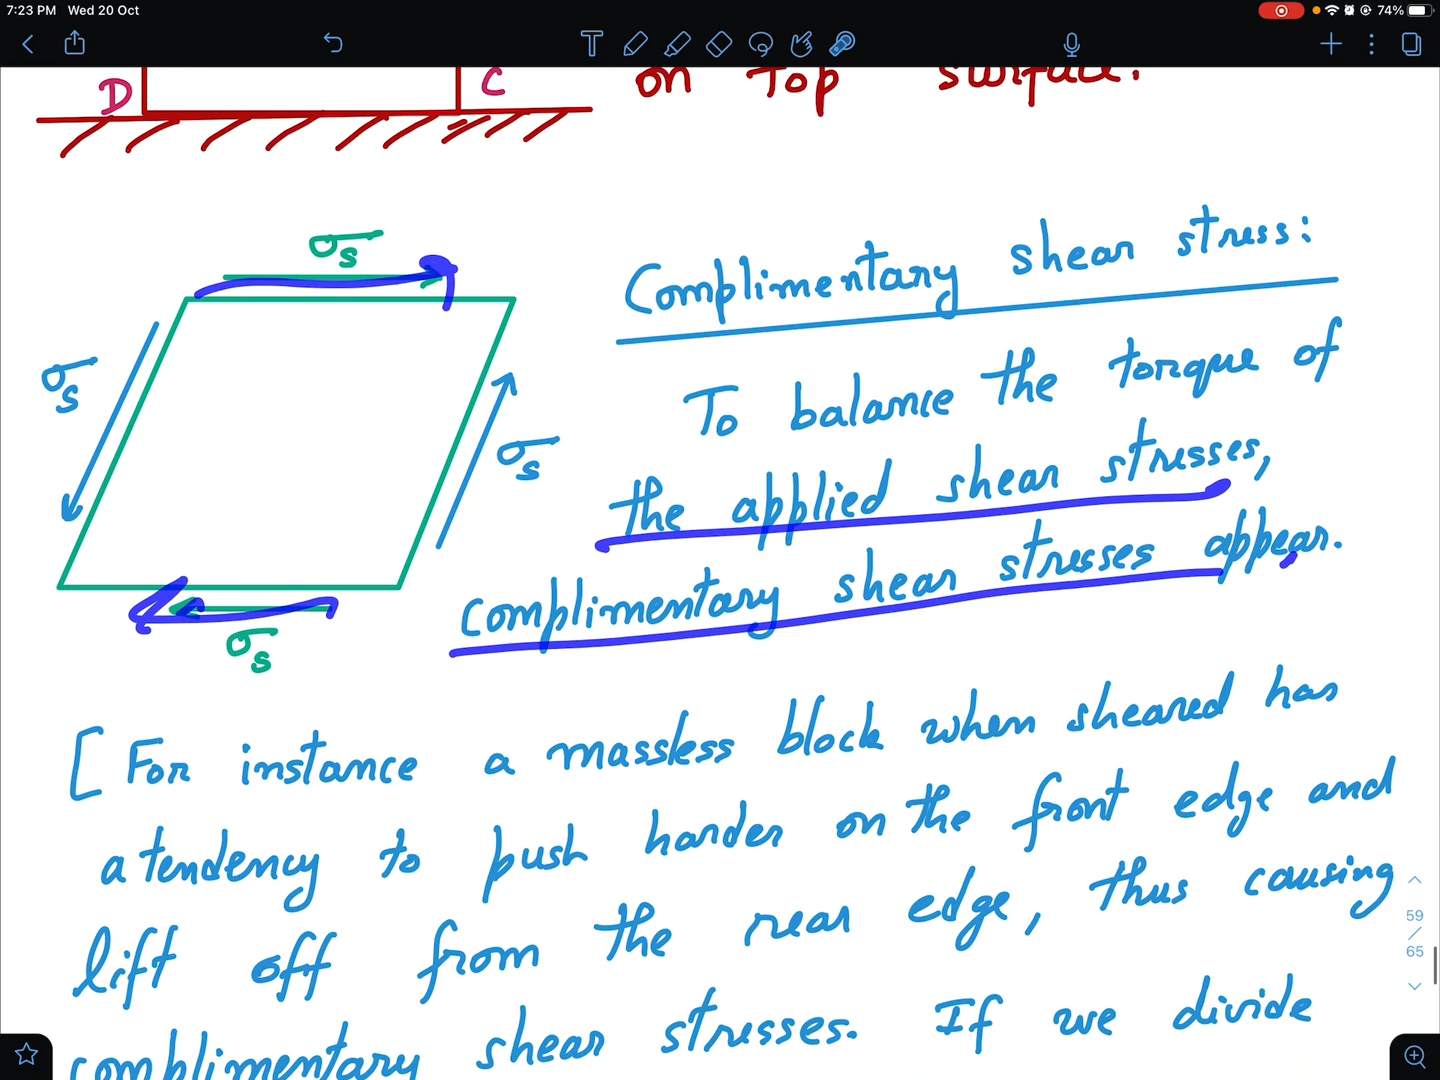 7:23 PM Wed 20 Oct
74%
T
D
C
on Top surface.
σs
Complimentary shear stress:
σs
σs
To balance the torque of
the applied shear stresses,
complimentary shear stresses appear.
σs
[ For instance a massless block when sheared has
a tendency to push harder on the front edge and
lift off from the rear edge, thus causing
complimentary shear stresses. If we divide
59
/
65